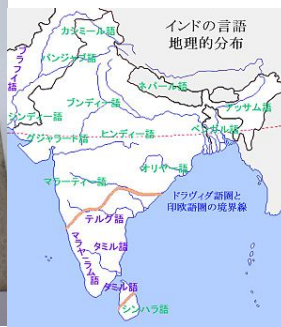 インドの言語
地理的分布
カシミール語
パンジャブ語
ブラフイ語
ネパール語
アッサム語
シンディー語
ブンディー語
グジャラート語
ヒンディー語
ベンガル語
オリヤー語
マラーティー語
ドラヴィダ語圏と
印欧語圏の境界線
テルグ語
マラヤーラム語
タミル語
タミル語
シンハラ語